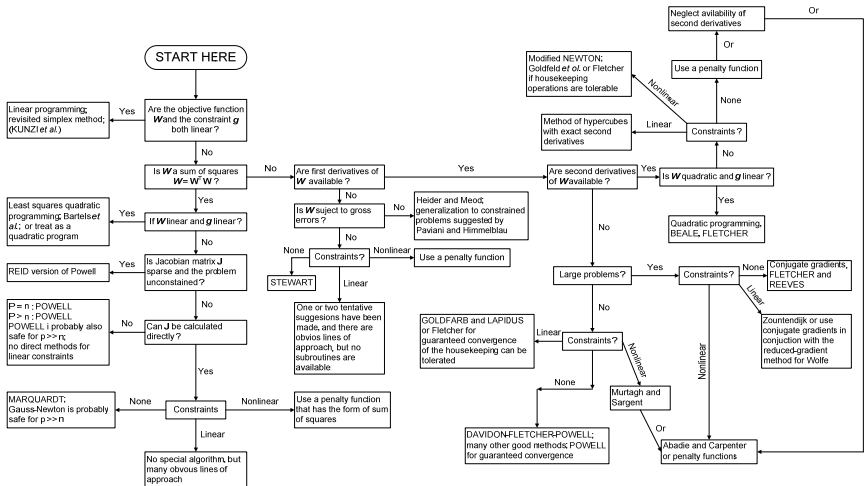 START HERE
Are the objective function
W and the constraint g
both linear?
Yes
Linear programming;
revisited simplex method;
(KUNZI et al.)
No
Is W a sum of squares
W = WᵀW ?
No
Are first derivatives of
W available ?
Yes
Are second derivatives
of W available ?
Yes
Is W quadratic and g linear?
No
Constraints ?
None
Use a penalty function
Or
Neglect avilability of
second derivatives
Or
Nonlinear
Modified NEWTON;
Goldfeld et al. or Fletcher
if housekeeping
operations are tolerable
Linear
Method of hypercubes
with exact second
derivatives
Yes
Quadratic programming,
BEALE, FLETCHER
Yes
If W linear and g linear?
Yes
Least squares quadratic
programming; Bartels et
al.; or treat as a
quadratic program
No
Is Jacobian matrix J
sparse and the problem
unconstained?
Yes
REID version of Powell
No
Can J be calculated
directly?
No
P = n ; POWELL
P > n ; POWELL
POWELL i probably also
safe for p>>n;
no direct methods for
linear constraints
Yes
Constraints
None
MARQUARDT;
Gauss-Newton is probably
safe for p>>n
Nonlinear
Use a penalty function
that has the form of sum
of squares
Linear
No special algorithm, but
many obvous lines of
approach
No
Is W suject to gross
errors ?
No
Heider and Meod;
generalization to constrained
problems suggested by
Paviani and Himmelblau
No
Constraints?
None
STEWART
Nonlinear
Use a penalty function
Linear
One or two tentative
suggesions have been
made, and there are
obvios lines of
approach, but no
subroutines are
available
No
Large problems?
Yes
Constraints?
None
Conjugate gradients,
FLETCHER and
REEVES
Linear
Zountendijk or use
conjugate gradients in
conjuction with the
reduced-gradient
method for Wolfe
Nonlinear
No
Constraints?
Linear
GOLDFARB and LAPIDUS
or Fletcher for
guaranteed convergence
of the housekeeping can be
tolerated
None
DAVIDON-FLETCHER-POWELL;
many other good methods; POWELL
for guaranteed convergence
Nonlinear
Murtagh and
Sargent
Or
Abadie and Carpenter
or penalty functions